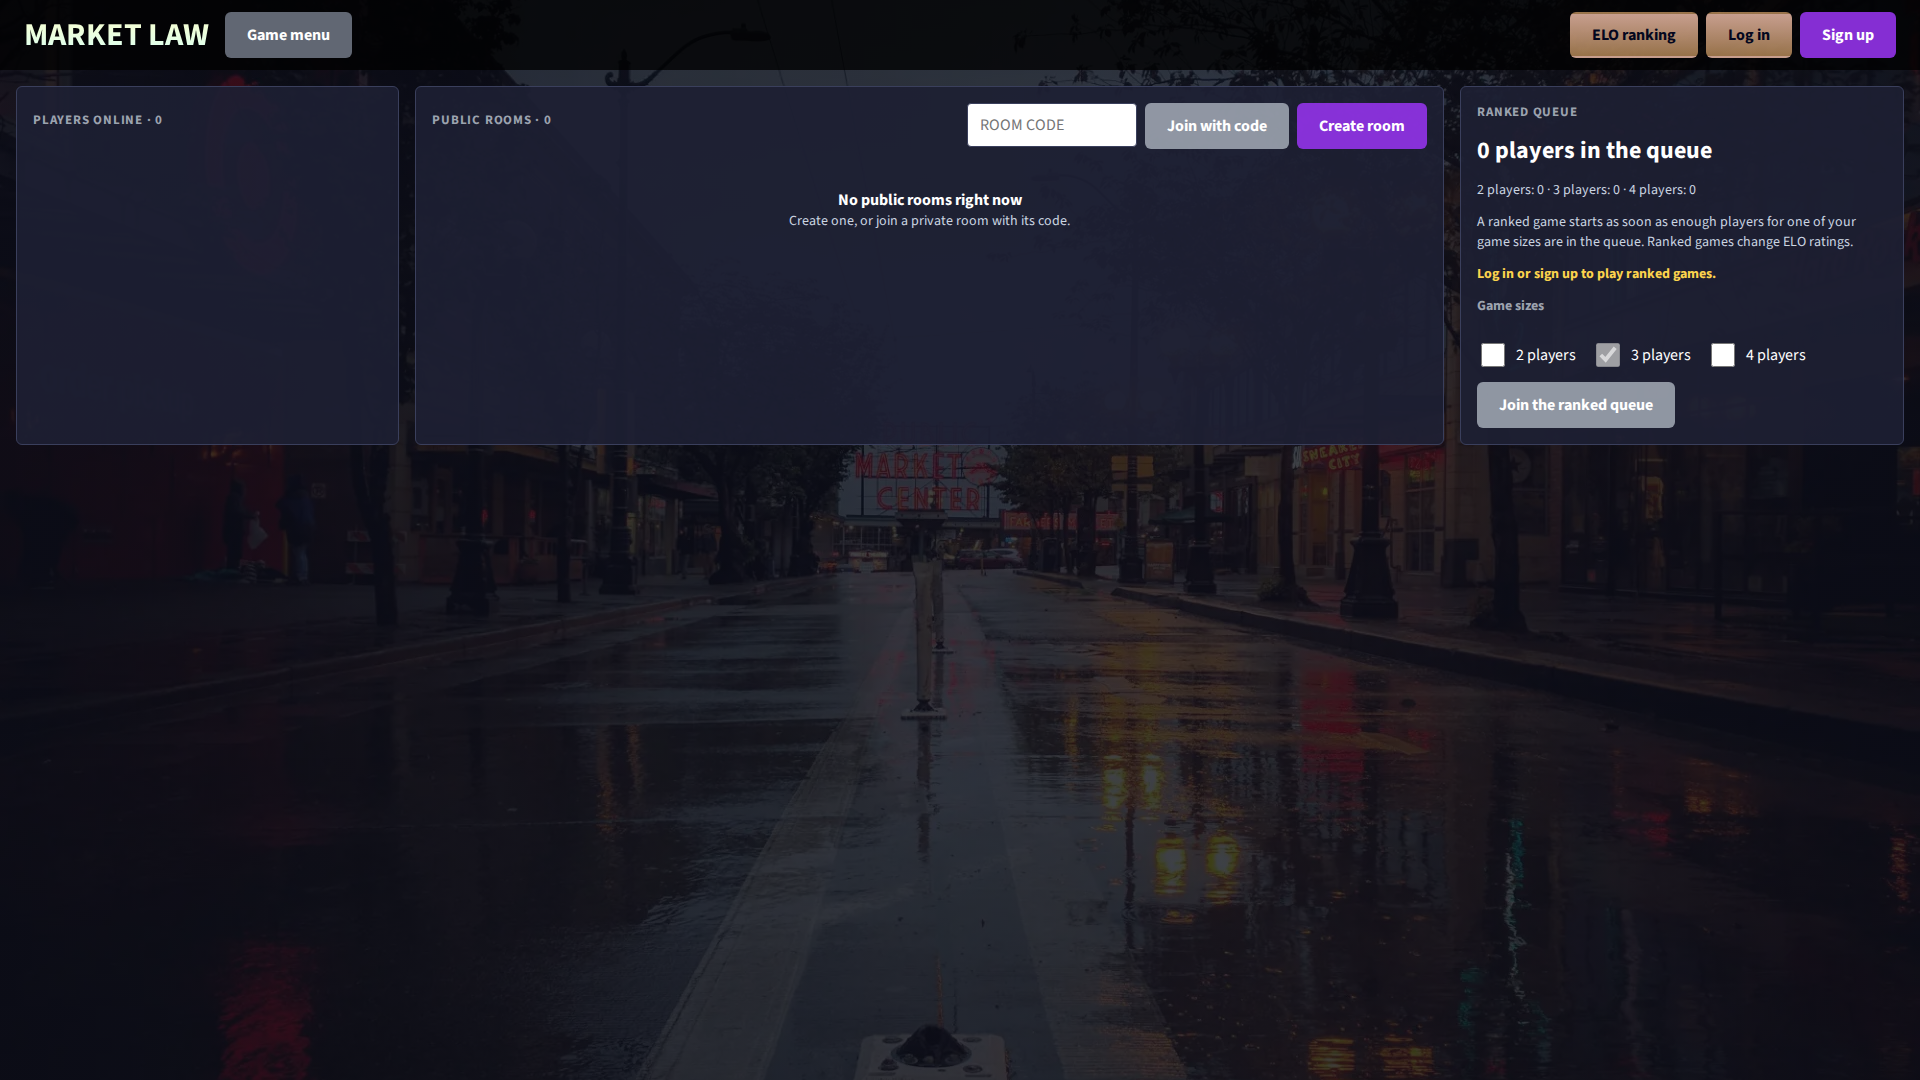 MARKET LAW
Game menu
ELO ranking
Log in
Sign up
PLAYERS ONLINE · 0
PUBLIC ROOMS · 0
ROOM CODE
Join with code
Create room
No public rooms right now
Create one, or join a private room with its code.
RANKED QUEUE
0 players in the queue
2 players: 0 · 3 players: 0 · 4 players: 0
A ranked game starts as soon as enough players for one of your
game sizes are in the queue. Ranked games change ELO ratings.
Log in or sign up to play ranked games.
Game sizes
2 players
3 players
4 players
Join the ranked queue
MARKET
CENTER
SNEAKER
CITY